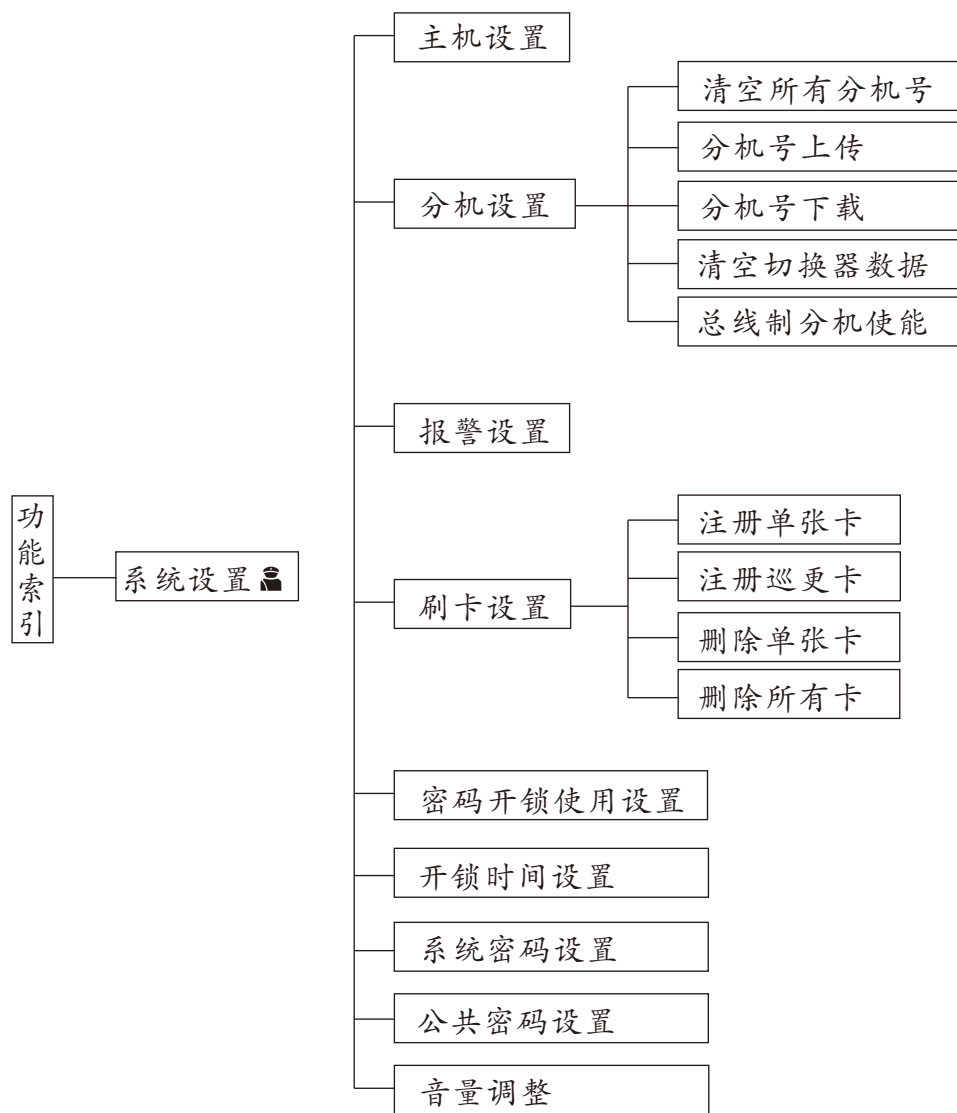 功能索引
系统设置
主机设置
分机设置
清空所有分机号
分机号上传
分机号下载
清空切换器数据
总线制分机使能
报警设置
刷卡设置
注册单张卡
注册巡更卡
删除单张卡
删除所有卡
密码开锁使用设置
开锁时间设置
系统密码设置
公共密码设置
音量调整